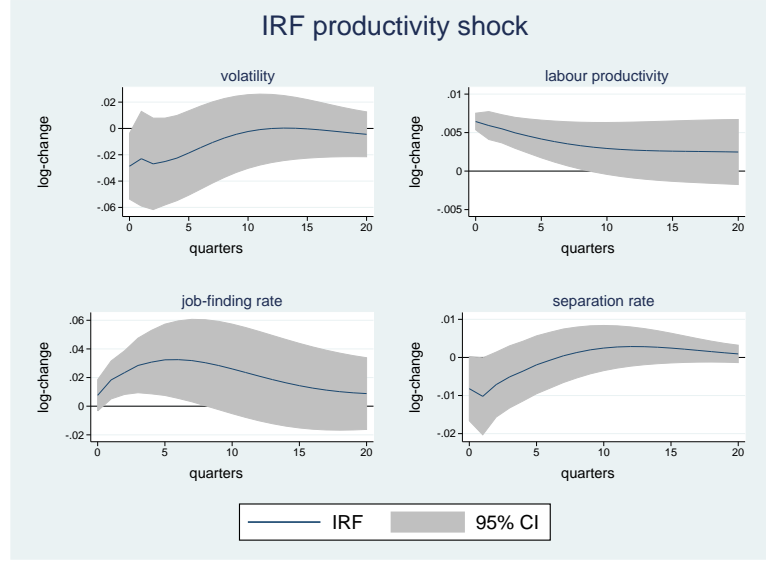 IRF productivity shock
volatility
log-change
.02
0
-.02
-.04
-.06
0 5 10 15 20
quarters
labour productivity
log-change
.01
.005
0
-.005
0 5 10 15 20
quarters
job-finding rate
log-change
.06
.04
.02
0
-.02
0 5 10 15 20
quarters
separation rate
log-change
.01
0
-.01
-.02
0 5 10 15 20
quarters
IRF 95% CI